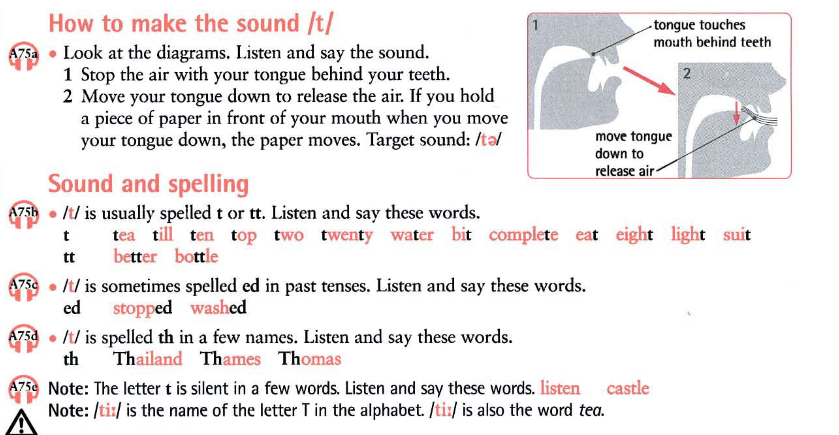 How to make the sound /t/
A75a • Look at the diagrams. Listen and say the sound.
1 Stop the air with your tongue behind your teeth.
2 Move your tongue down to release the air. If you hold
a piece of paper in front of your mouth when you move
your tongue down, the paper moves. Target sound: /tə/
1
tongue touches
mouth behind teeth
2
move tongue
down to
release air
Sound and spelling
A75b • /t/ is usually spelled t or tt. Listen and say these words.
t tea till ten top two twenty water bit complete eat eight light suit
tt better bottle
A75c • /t/ is sometimes spelled ed in past tenses. Listen and say these words.
ed stopped washed
A75d • /t/ is spelled th in a few names. Listen and say these words.
th Thailand Thames Thomas
A75e Note: The letter t is silent in a few words. Listen and say these words. listen castle
Note: /tiː/ is the name of the letter T in the alphabet. /tiː/ is also the word tea.